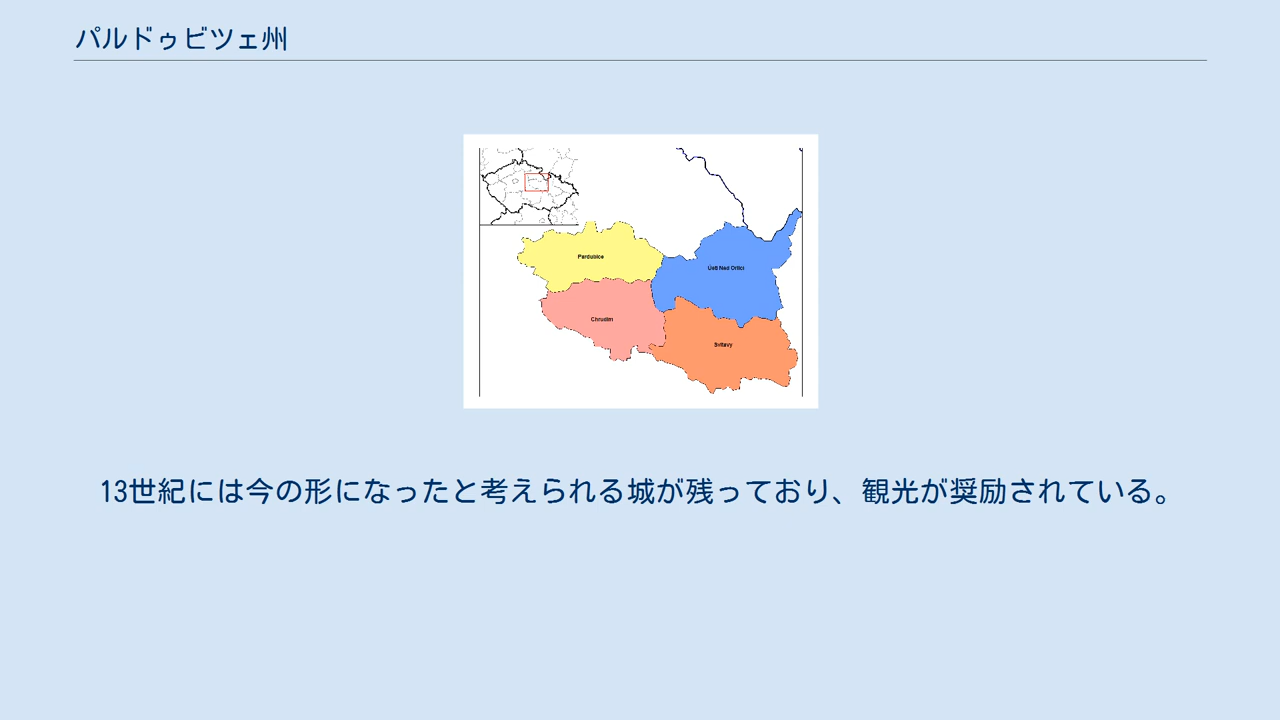 パルドゥビツェ州
Pardubice
Ústí Nad Orlicí
Chrudim
Svitavy
13世紀には今の形になったと考えられる城が残っており、観光が奨励されている。